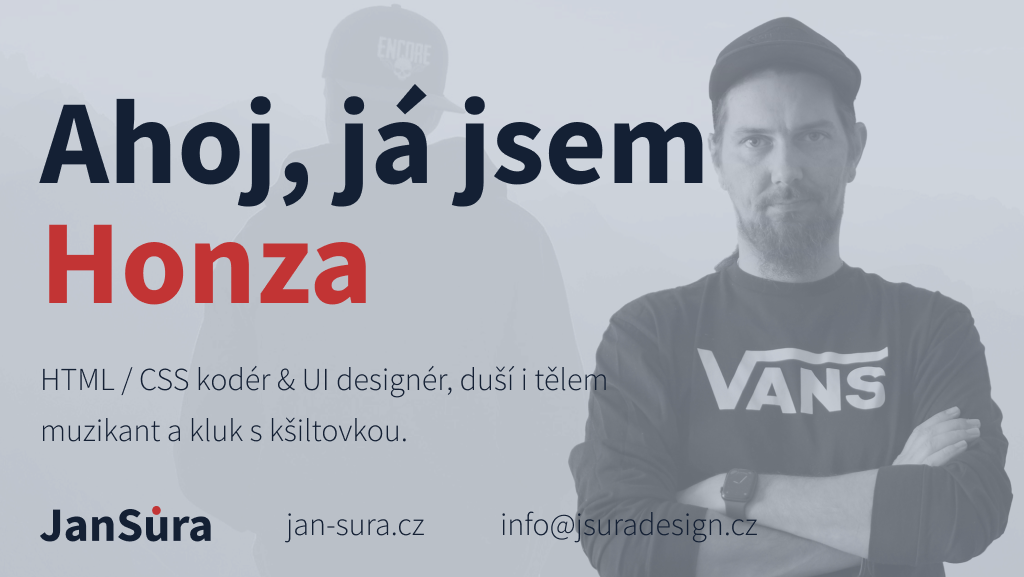 ENCORE
Ahoj, já jsem
Honza
HTML / CSS kodér & UI designér, duší i tělem
muzikant a kluk s kšiltovkou.
VANS
JanSura jan-sura.cz info@jsuradesign.cz